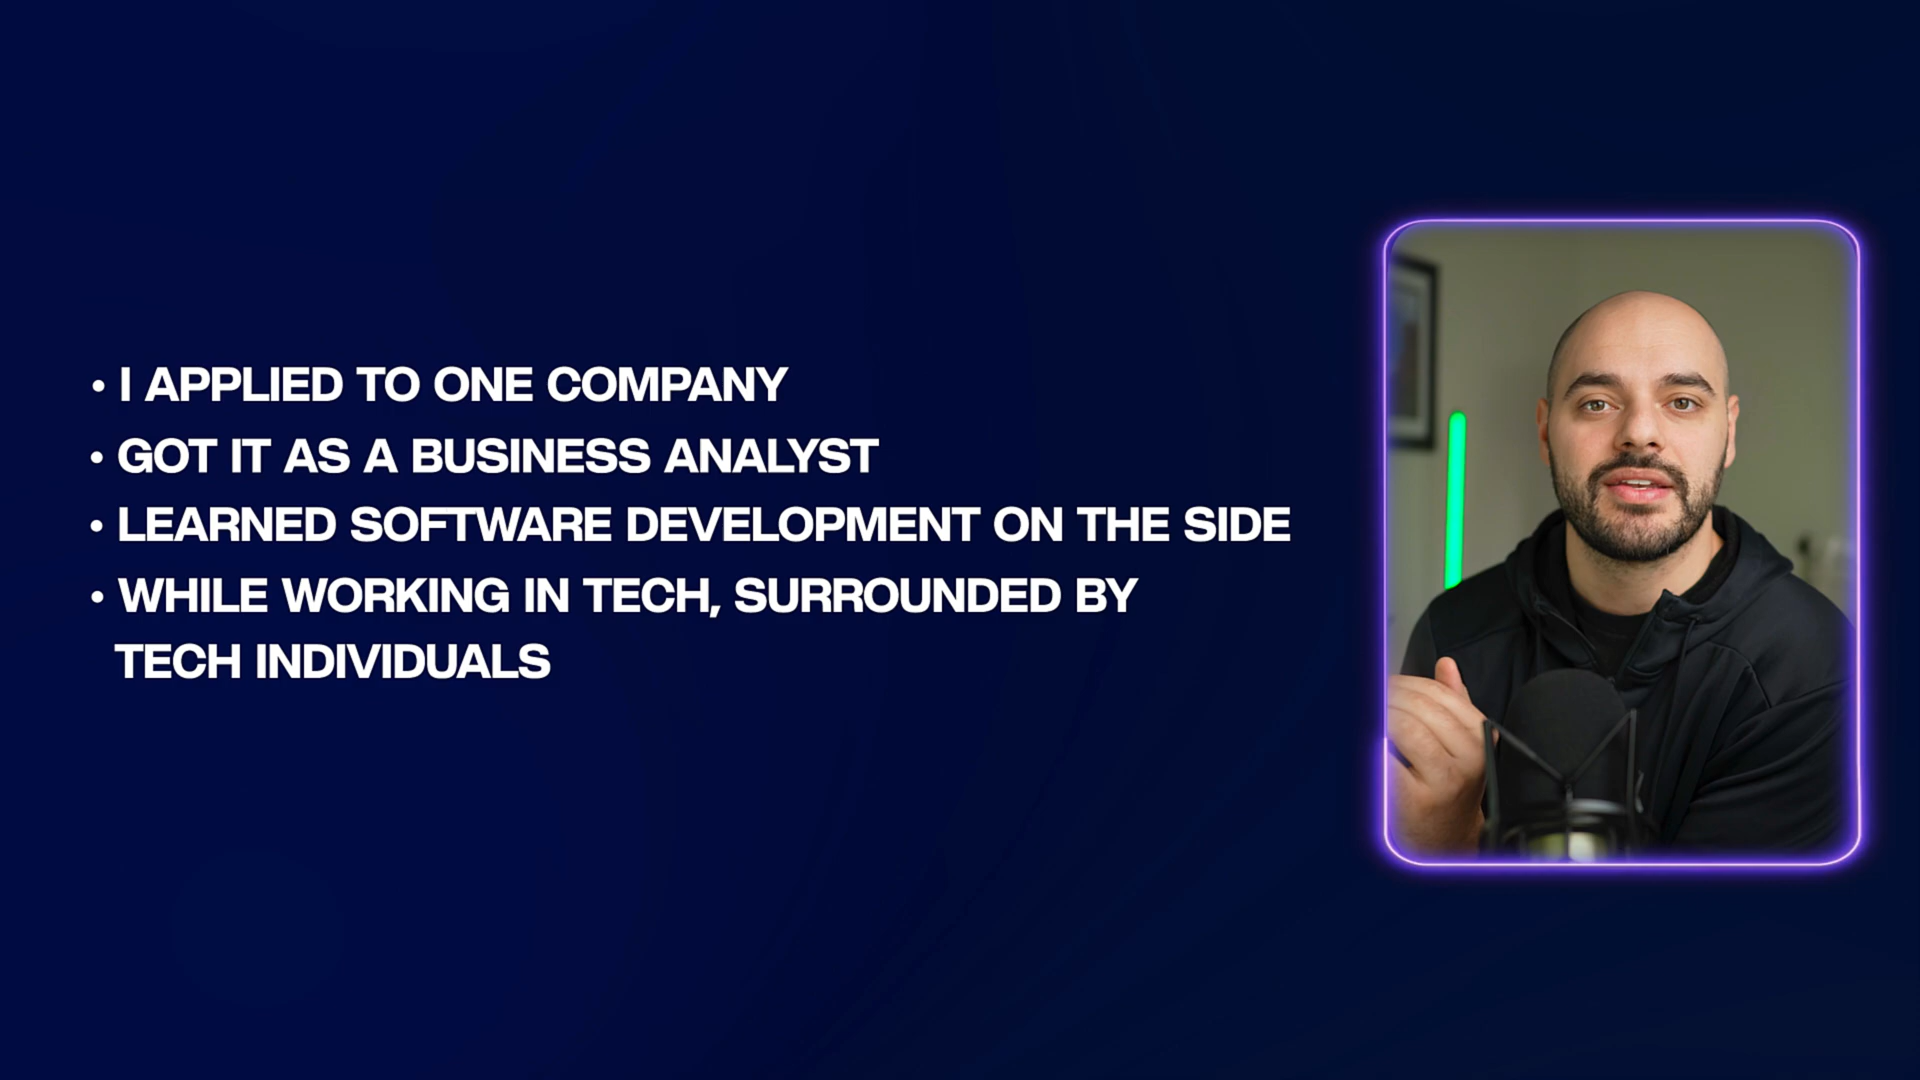 • I APPLIED TO ONE COMPANY
• GOT IT AS A BUSINESS ANALYST
• LEARNED SOFTWARE DEVELOPMENT ON THE SIDE
• WHILE WORKING IN TECH, SURROUNDED BY
TECH INDIVIDUALS